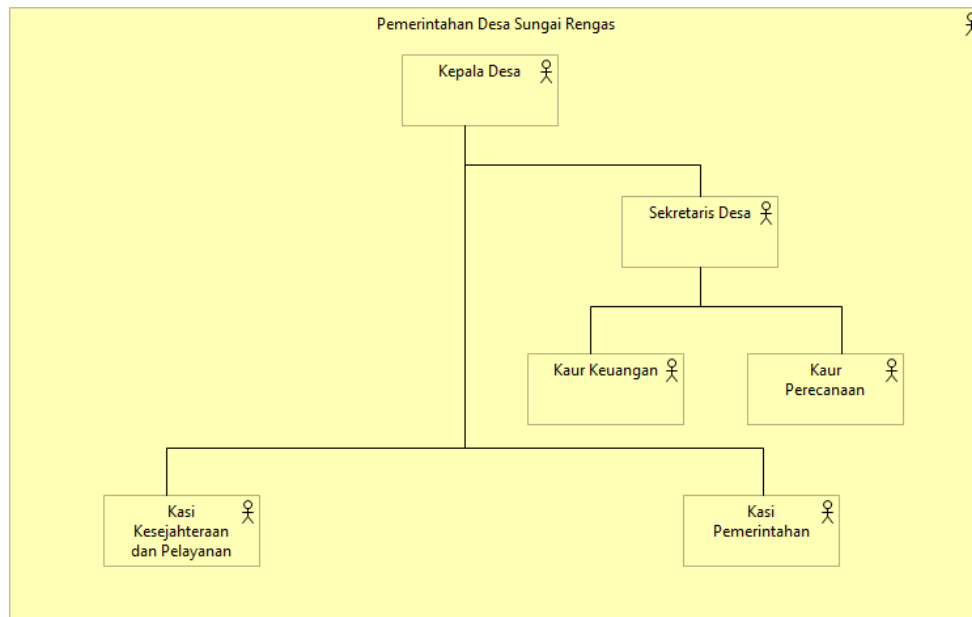 Pemerintahan Desa Sungai Rengas
Kepala Desa
Sekretaris Desa
Kaur Keuangan
Kaur
Perecanaan
Kasi
Kesejahteraan
dan Pelayanan
Kasi
Pemerintahan